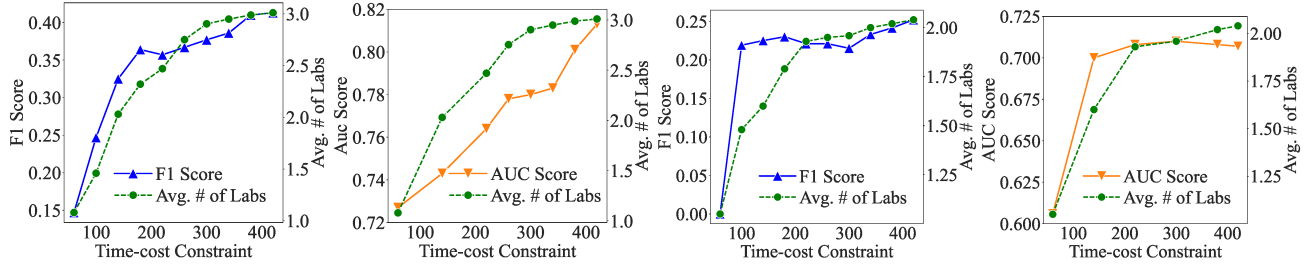 0.40
0.35
0.30
0.25
0.20
0.15
F1 Score
F1 Score
Avg. # of Labs
3.0
2.5
2.0
1.5
1.0
Avg. # of Labs
100 200 300 400
Time-cost Constraint
0.82
0.80
0.78
0.76
0.74
0.72
Auc Score
AUC Score
Avg. # of Labs
3.0
2.5
2.0
1.5
1.0
Avg. # of Labs
100 200 300 400
Time-cost Constraint
0.25
0.20
0.15
0.10
0.05
0.00
F1 Score
F1 Score
Avg. # of Labs
2.00
1.75
1.50
1.25
Avg. # of Labs
100 200 300 400
Time-cost Constraint
0.725
0.700
0.675
0.650
0.625
0.600
AUC Score
AUC Score
Avg. # of Labs
2.00
1.75
1.50
1.25
Avg. # of Labs
100 200 300 400
Time-cost Constraint